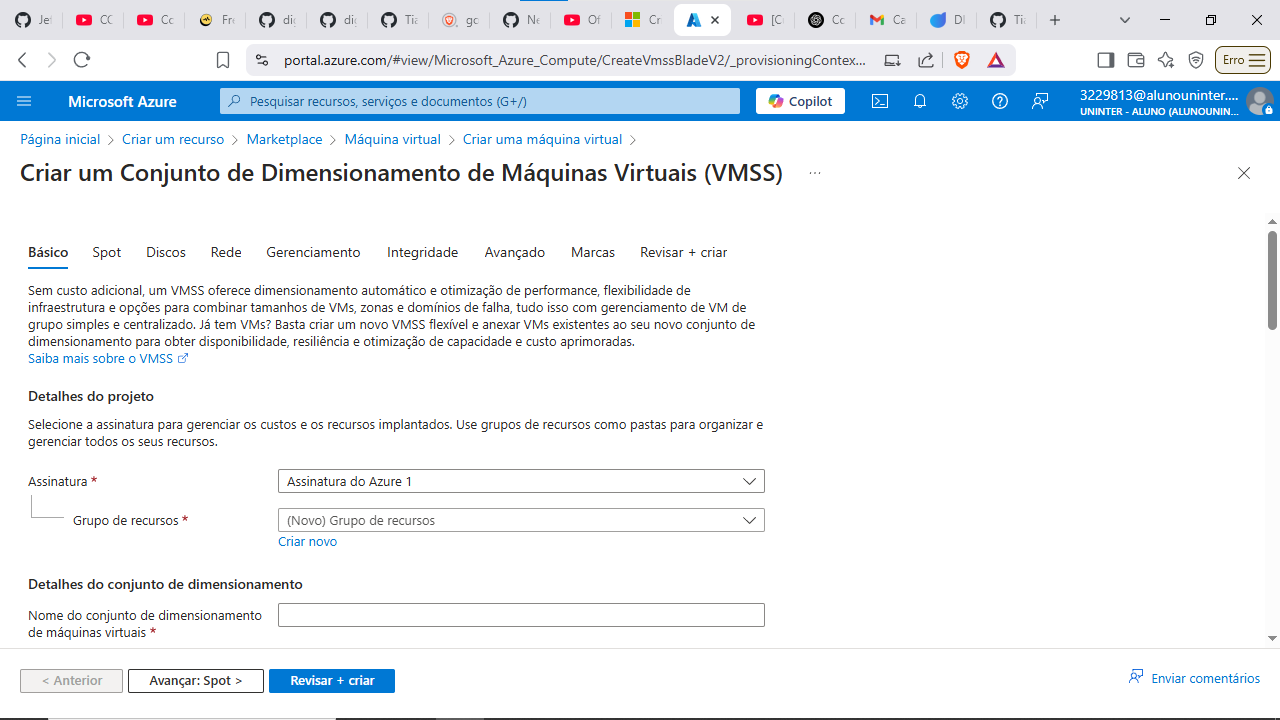 Jet
CC
Cc
Fr
dig
dig
Tia
gc
Ne
Of
Cr
[C
Cc
Ca
DI
Tia
portal.azure.com/#view/Microsoft_Azure_Compute/CreateVmssBladeV2/_provisioningContex...
Erro
Microsoft Azure
Pesquisar recursos, serviços e documentos (G+/)
Copilot
3229813@alunouninter....
UNINTER - ALUNO (ALUNOUNIN...
Página inicial > Criar um recurso > Marketplace > Máquina virtual > Criar uma máquina virtual >
Criar um Conjunto de Dimensionamento de Máquinas Virtuais (VMSS) ...
Básico Spot Discos Rede Gerenciamento Integridade Avançado Marcas Revisar + criar
Sem custo adicional, um VMSS oferece dimensionamento automático e otimização de performance, flexibilidade de
infraestrutura e opções para combinar tamanhos de VMs, zonas e domínios de falha, tudo isso com gerenciamento de VM de
grupo simples e centralizado. Já tem VMs? Basta criar um novo VMSS flexível e anexar VMs existentes ao seu novo conjunto de
dimensionamento para obter disponibilidade, resiliência e otimização de capacidade e custo aprimoradas.
Saiba mais sobre o VMSS
Detalhes do projeto
Selecione a assinatura para gerenciar os custos e os recursos implantados. Use grupos de recursos como pastas para organizar e
gerenciar todos os seus recursos.
Assinatura *
Assinatura do Azure 1
Grupo de recursos *
(Novo) Grupo de recursos
Criar novo
Detalhes do conjunto de dimensionamento
Nome do conjunto de dimensionamento
de máquinas virtuais *
< Anterior
Avançar: Spot >
Revisar + criar
Enviar comentários